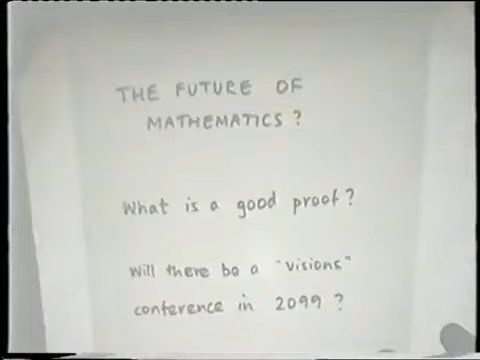 THE FUTURE OF
MATHEMATICS?
What is a good proof?
Will there be a "visions"
conference in 2099?